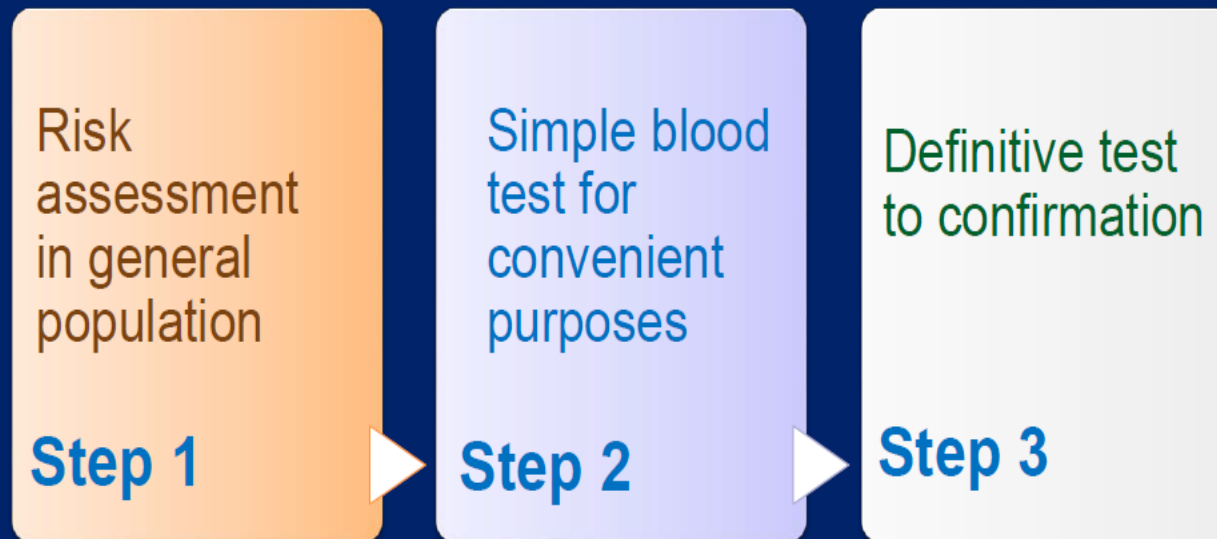 Risk
assessment
in general
population
Step 1
Simple blood
test for
convenient
purposes
Step 2
Definitive test
to confirmation
Step 3